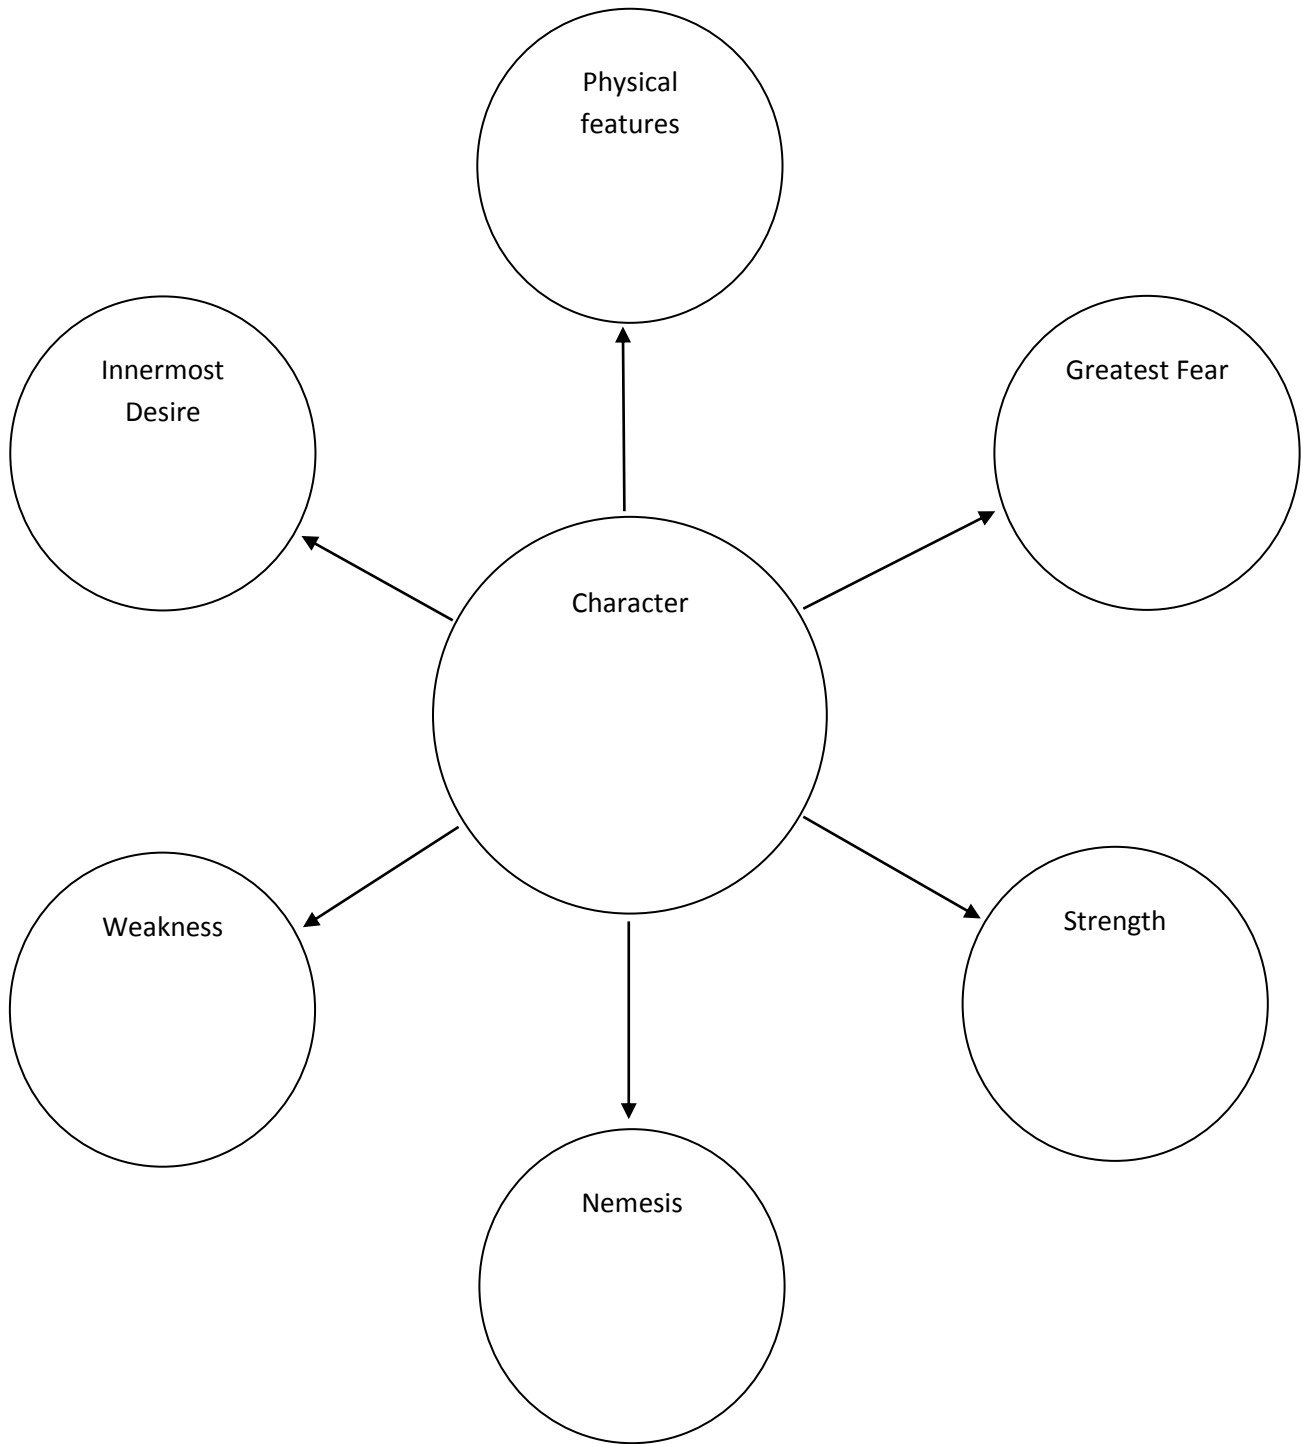 Physical
features
Innermost
Desire
Greatest Fear
Character
Weakness
Strength
Nemesis